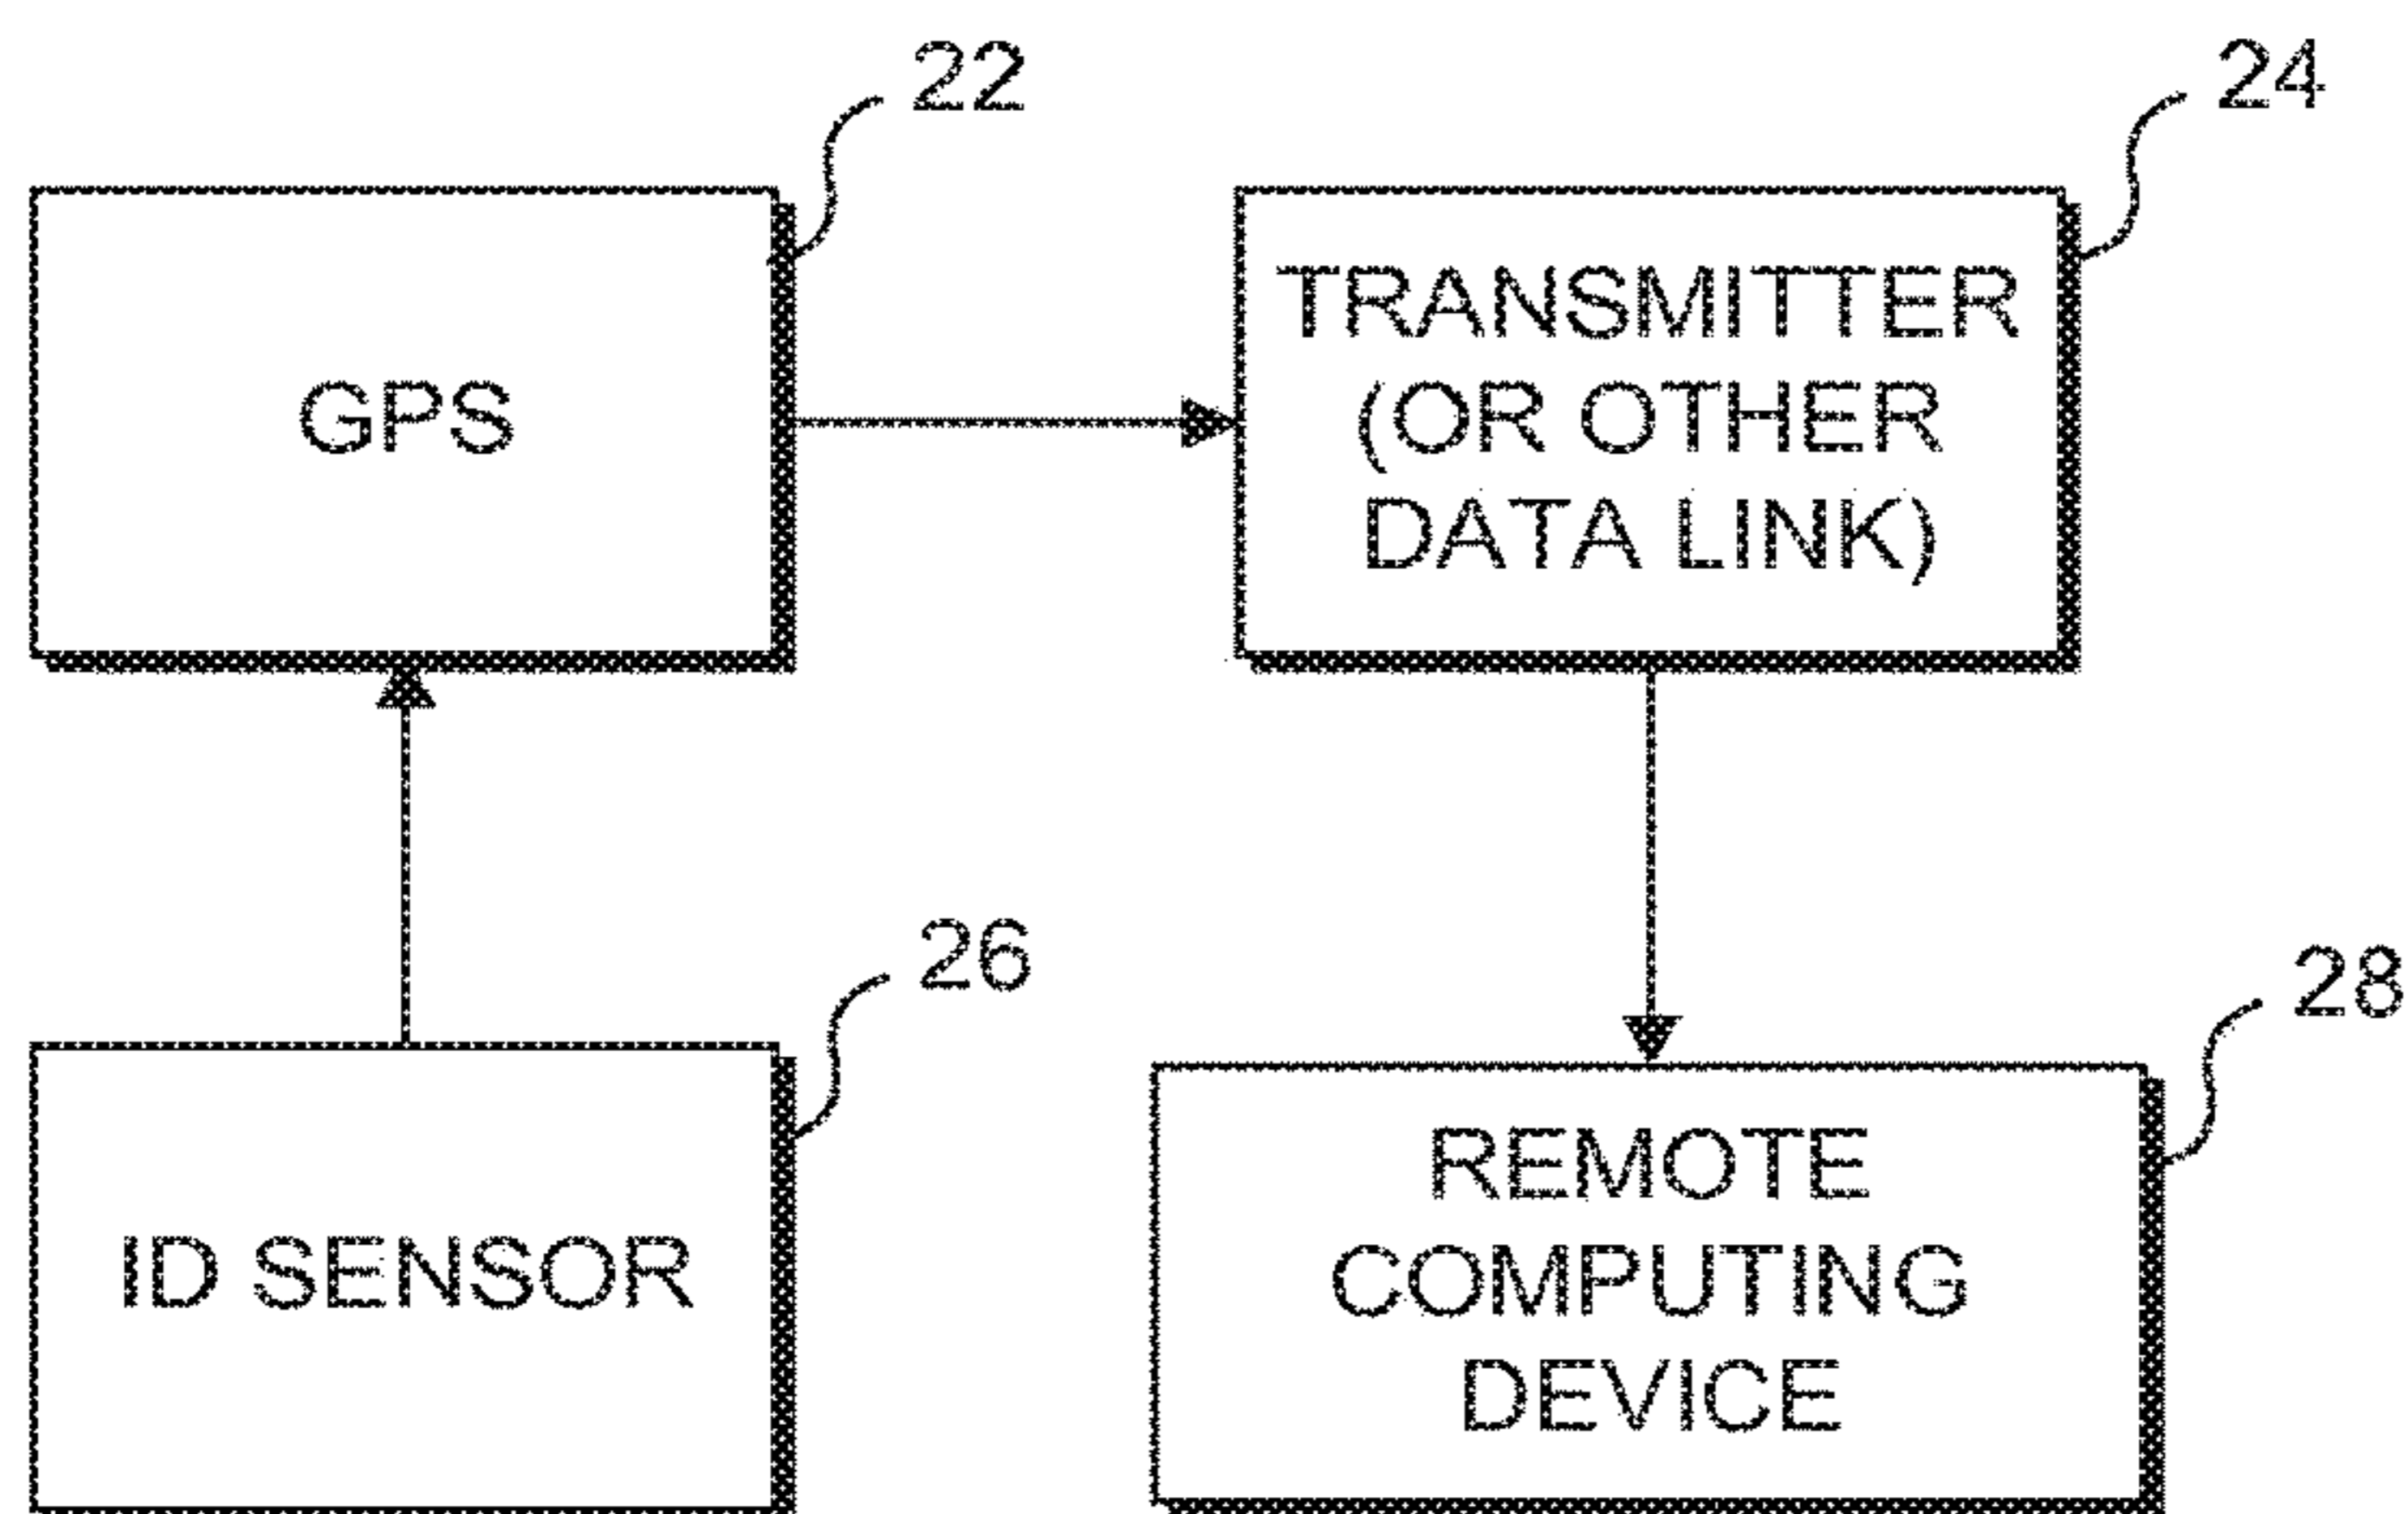 22
24
GPS
TRANSMITTER
(OR OTHER
DATA LINK)
26
28
ID SENSOR
REMOTE
COMPUTING
DEVICE